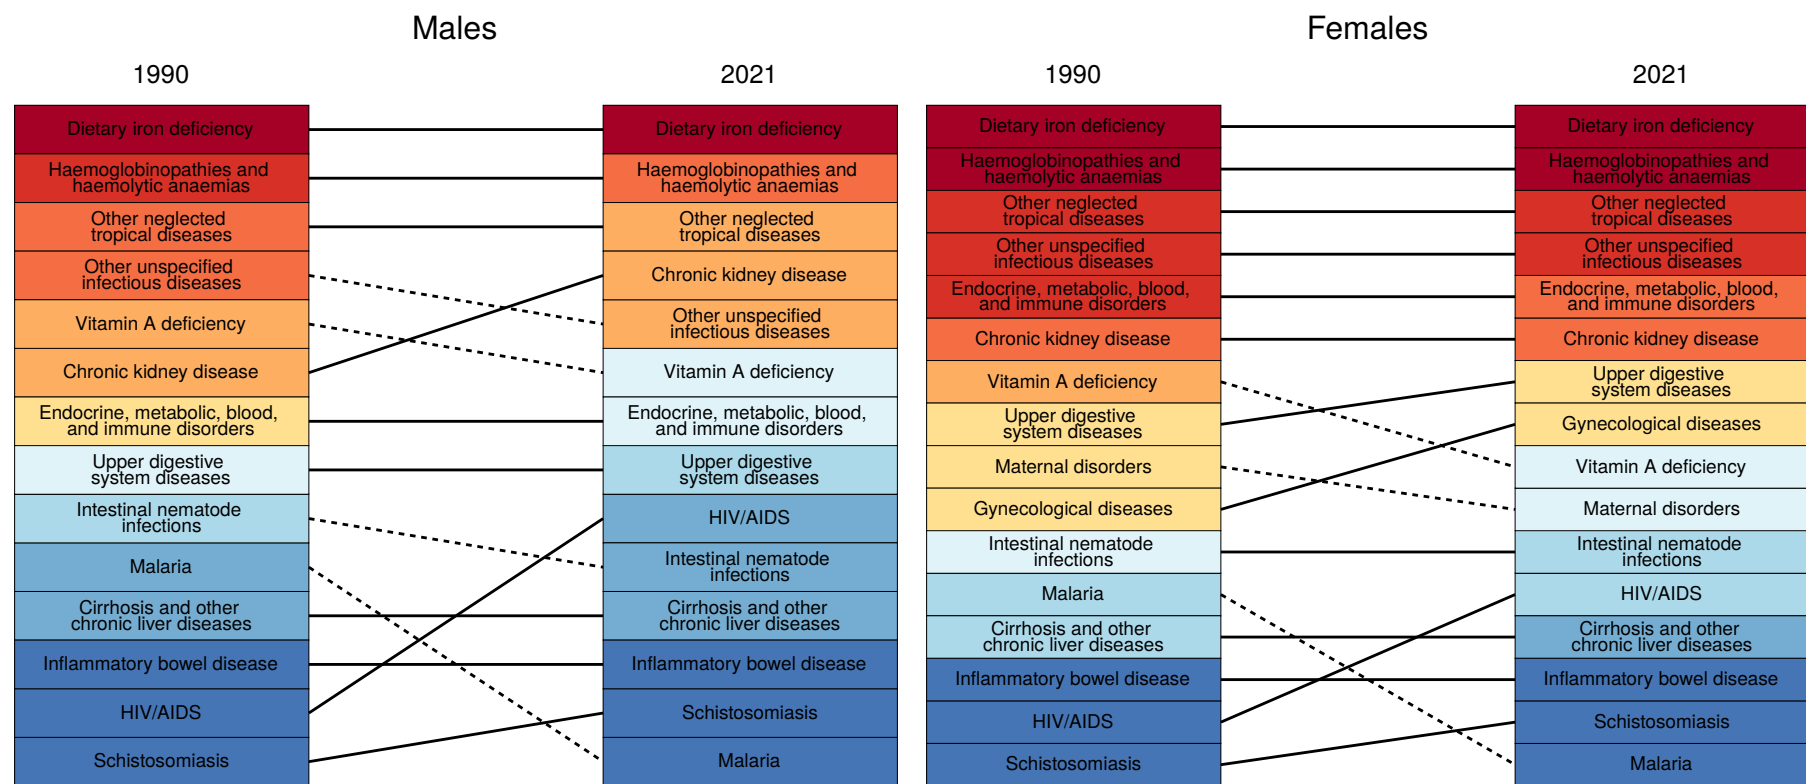 Males
1990
2021
Dietary iron deficiency
Haemoglobinopathies and
haemolytic anaemias
Other neglected
tropical diseases
Other unspecified
infectious diseases
Vitamin A deficiency
Chronic kidney disease
Endocrine, metabolic, blood,
and immune disorders
Upper digestive
system diseases
Intestinal nematode
infections
Malaria
Cirrhosis and other
chronic liver diseases
Inflammatory bowel disease
HIV/AIDS
Schistosomiasis
Dietary iron deficiency
Haemoglobinopathies and
haemolytic anaemias
Other neglected
tropical diseases
Chronic kidney disease
Other unspecified
infectious diseases
Vitamin A deficiency
Endocrine, metabolic, blood,
and immune disorders
Upper digestive
system diseases
HIV/AIDS
Intestinal nematode
infections
Cirrhosis and other
chronic liver diseases
Inflammatory bowel disease
Schistosomiasis
Malaria
Females
1990
2021
Dietary iron deficiency
Haemoglobinopathies and
haemolytic anaemias
Other neglected
tropical diseases
Other unspecified
infectious diseases
Endocrine, metabolic, blood,
and immune disorders
Chronic kidney disease
Vitamin A deficiency
Upper digestive
system diseases
Maternal disorders
Gynecological diseases
Intestinal nematode
infections
Malaria
Cirrhosis and other
chronic liver diseases
Inflammatory bowel disease
HIV/AIDS
Schistosomiasis
Dietary iron deficiency
Haemoglobinopathies and
haemolytic anaemias
Other neglected
tropical diseases
Other unspecified
infectious diseases
Endocrine, metabolic, blood,
and immune disorders
Chronic kidney disease
Upper digestive
system diseases
Gynecological diseases
Vitamin A deficiency
Maternal disorders
Intestinal nematode
infections
HIV/AIDS
Cirrhosis and other
chronic liver diseases
Inflammatory bowel disease
Schistosomiasis
Malaria